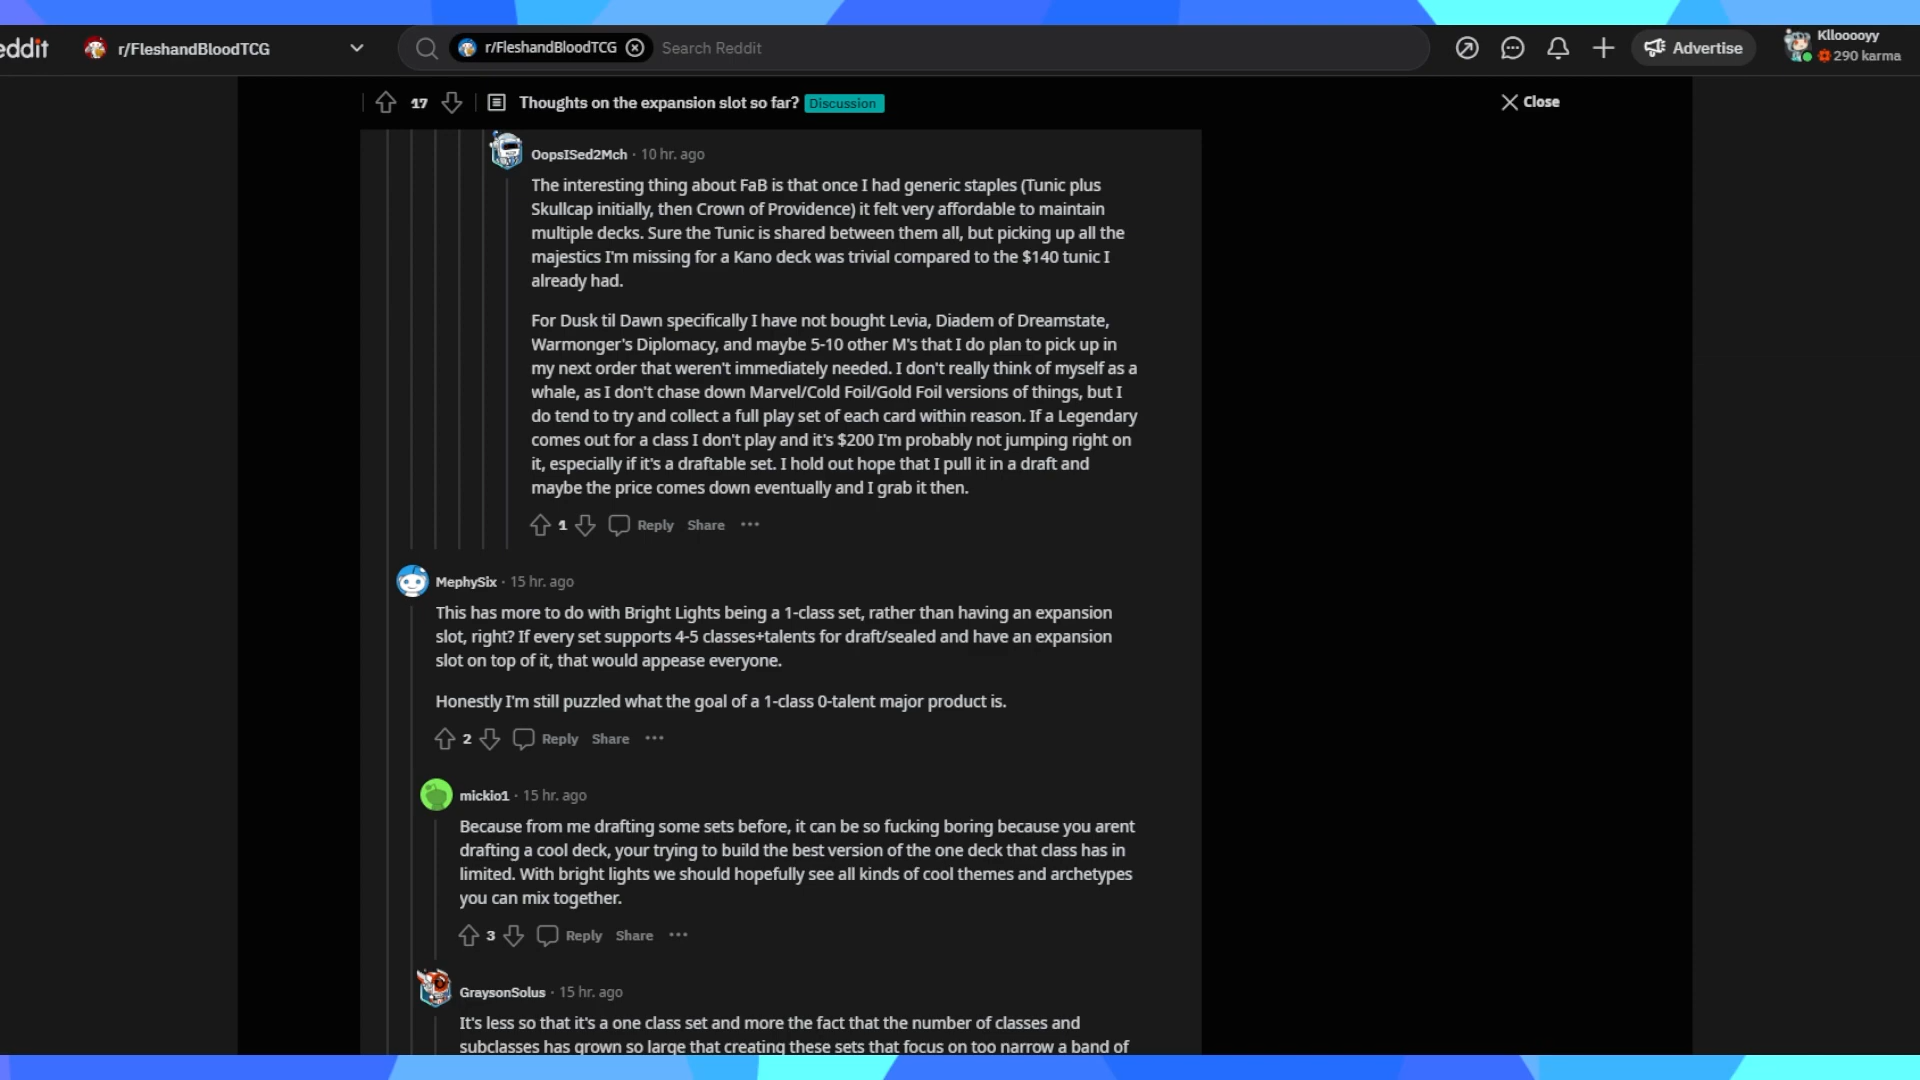 eddit
r/FleshandBloodTCG
r/FleshandBloodTCG
Search Reddit
Advertise
Kllooooyy
290 karma
17
Thoughts on the expansion slot so far? Discussion
Close
OopsISed2Mch · 10 hr. ago
The interesting thing about FaB is that once I had generic staples (Tunic plus
Skullcap initially, then Crown of Providence) it felt very affordable to maintain
multiple decks. Sure the Tunic is shared between them all, but picking up all the
majestics I'm missing for a Kano deck was trivial compared to the $140 tunic I
already had.
For Dusk til Dawn specifically I have not bought Levia, Diadem of Dreamstate,
Warmonger's Diplomacy, and maybe 5-10 other M's that I do plan to pick up in
my next order that weren't immediately needed. I don't really think of myself as a
whale, as I don't chase down Marvel/Cold Foil/Gold Foil versions of things, but I
do tend to try and collect a full play set of each card within reason. If a Legendary
comes out for a class I don't play and it's $200 I'm probably not jumping right on
it, especially if it's a draftable set. I hold out hope that I pull it in a draft and
maybe the price comes down eventually and I grab it then.
1 Reply Share ···
MephySix · 15 hr. ago
This has more to do with Bright Lights being a 1-class set, rather than having an expansion
slot, right? If every set supports 4-5 classes+talents for draft/sealed and have an expansion
slot on top of it, that would appease everyone.
Honestly I'm still puzzled what the goal of a 1-class 0-talent major product is.
2 Reply Share ···
mickio1 · 15 hr. ago
Because from me drafting some sets before, it can be so fucking boring because you arent
drafting a cool deck, your trying to build the best version of the one deck that class has in
limited. With bright lights we should hopefully see all kinds of cool themes and archetypes
you can mix together.
3 Reply Share ···
GraysonSolus · 15 hr. ago
It's less so that it's a one class set and more the fact that the number of classes and
subclasses has grown so large that creating these sets that focus on too narrow a band of